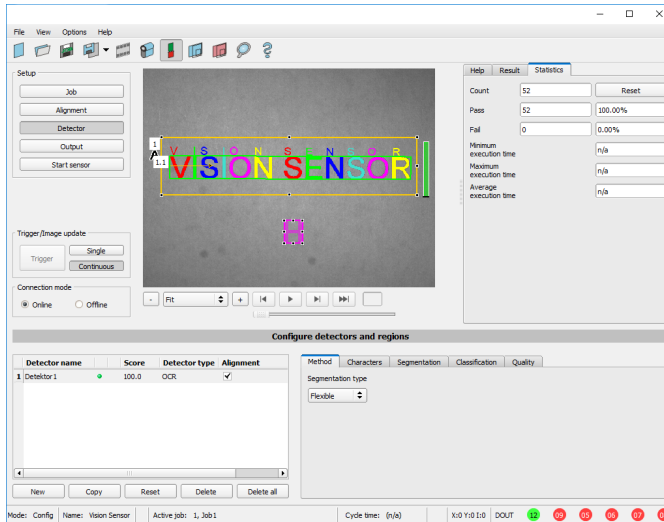 File View Options Help
Setup
Job
Alignment
Detector
Output
Start sensor
Trigger/Image update
Trigger
Single
Continuous
Connection mode
Online Offline
1
1.1
V S I O N S E N S O R
VISION SENSOR
8
- Fit +
Help Result Statistics
Count 52 Reset
Pass 52 100.00%
Fail 0 0.00%
Minimum
execution time n/a
Maximum
execution time n/a
Average
execution time n/a
Configure detectors and regions
Detector name Score Detector type Alignment
1 Detektor1 100.0 OCR
New Copy Reset Delete Delete all
Method Characters Segmentation Classification Quality
Segmentation type
Flexible
Mode: Config Name: Vision Sensor Active job: 1, Job1 Cycle time: (n/a) X:0 Y:0 I:0 DOUT 12 09 05 06 07